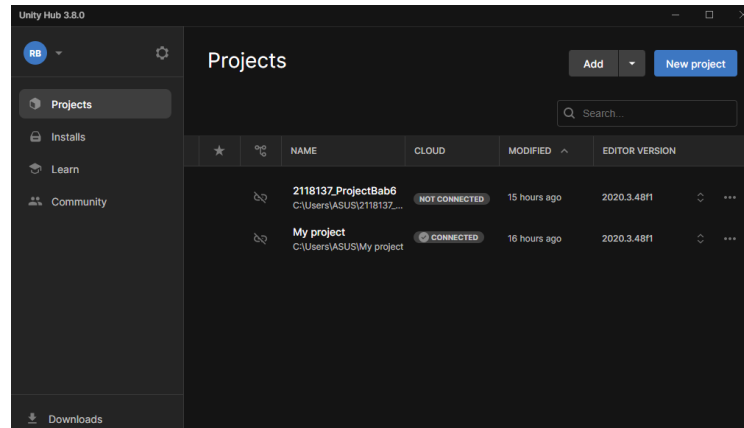 Unity Hub 3.8.0
RB
Projects
Installs
Learn
Community
Downloads
Projects
Add
New project
Search...
NAME CLOUD MODIFIED EDITOR VERSION
2118137_ProjectBab6 NOT CONNECTED 15 hours ago 2020.3.48f1
C:\Users\ASUS\2118137_...
My project CONNECTED 16 hours ago 2020.3.48f1
C:\Users\ASUS\My project